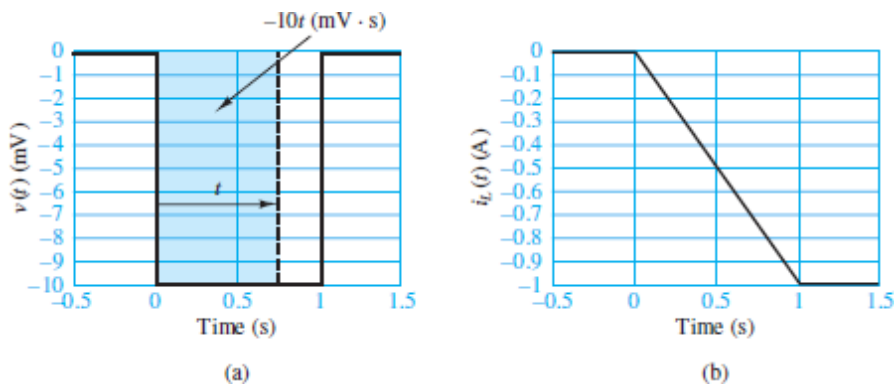 −10t (mV · s)
0
−1
−2
−3
−4
−5
−6
−7
−8
−9
−10
v(t) (mV)
t
−0.5 0 0.5 1 1.5
Time (s)
(a)
0
−0.1
−0.2
−0.3
−0.4
−0.5
−0.6
−0.7
−0.8
−0.9
−1
i_L(t) (A)
−0.5 0 0.5 1 1.5
Time (s)
(b)